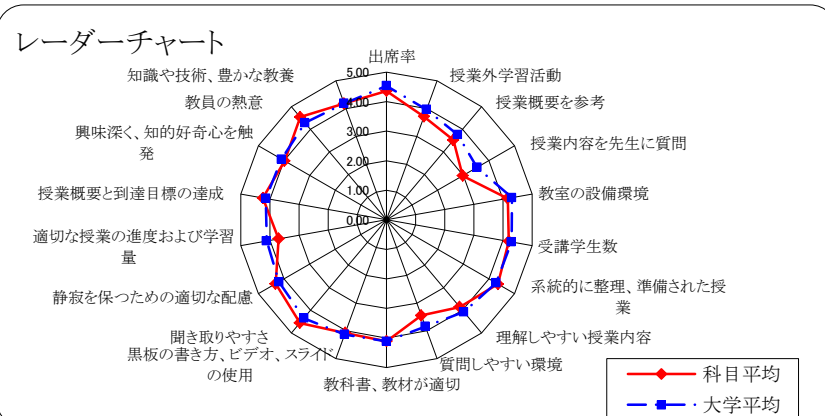 レーダーチャート
出席率
授業外学習活動
授業概要を参考
授業内容を先生に質問
教室の設備環境
受講学生数
系統的に整理、準備された授
業
理解しやすい授業内容
質問しやすい環境
教科書、教材が適切
黒板の書き方、ビデオ、スライド
の使用
聞き取りやすさ
静寂を保つための適切な配慮
適切な授業の進度および学習
量
授業概要と到達目標の達成
興味深く、知的好奇心を触
発
教員の熱意
知識や技術、豊かな教養
5.00
4.00
3.00
2.00
1.00
0.00
科目平均
大学平均